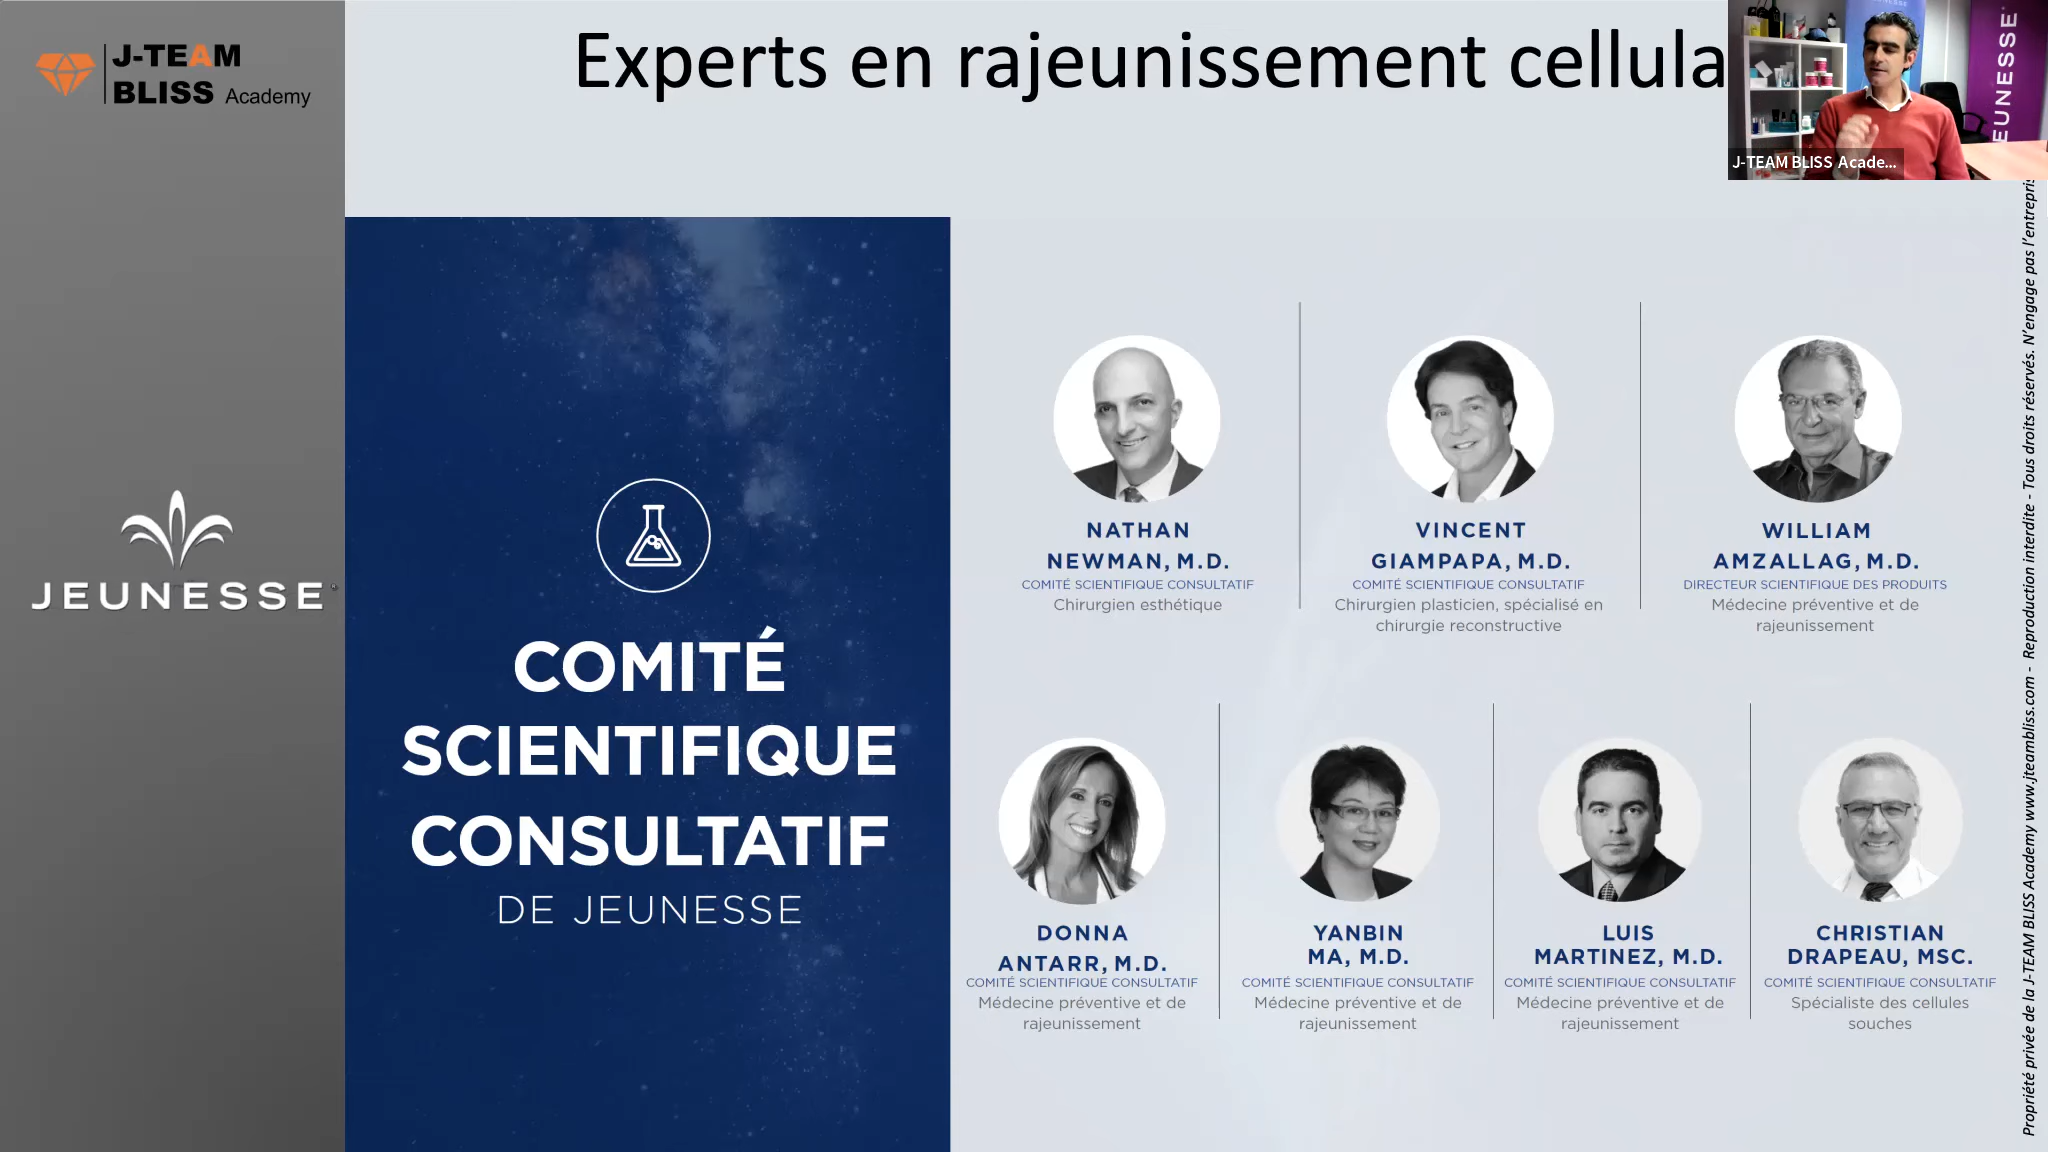 J-TEAM
BLISS Academy
Experts en rajeunissement cellula
EUNESSE
J-TEAM BLISS Acade...
JEUNESSE
COMITÉ
SCIENTIFIQUE
CONSULTATIF
DE JEUNESSE
NATHAN
NEWMAN, M.D.
COMITÉ SCIENTIFIQUE CONSULTATIF
Chirurgien esthétique
VINCENT
GIAMPAPA, M.D.
COMITÉ SCIENTIFIQUE CONSULTATIF
Chirurgien plasticien, spécialisé en
chirurgie reconstructive
WILLIAM
AMZALLAG, M.D.
DIRECTEUR SCIENTIFIQUE DES PRODUITS
Médecine préventive et de
rajeunissement
DONNA
ANTARR, M.D.
COMITÉ SCIENTIFIQUE CONSULTATIF
Médecine préventive et de
rajeunissement
YANBIN
MA, M.D.
COMITÉ SCIENTIFIQUE CONSULTATIF
Médecine préventive et de
rajeunissement
LUIS
MARTINEZ, M.D.
COMITÉ SCIENTIFIQUE CONSULTATIF
Médecine préventive et de
rajeunissement
CHRISTIAN
DRAPEAU, MSC.
COMITÉ SCIENTIFIQUE CONSULTATIF
Spécialiste des cellules
souches
Propriété privée de la J-TEAM BLISS Academy www.jteambliss.com - Reproduction interdite - Tous droits réservés. N'engage pas l'entrepris